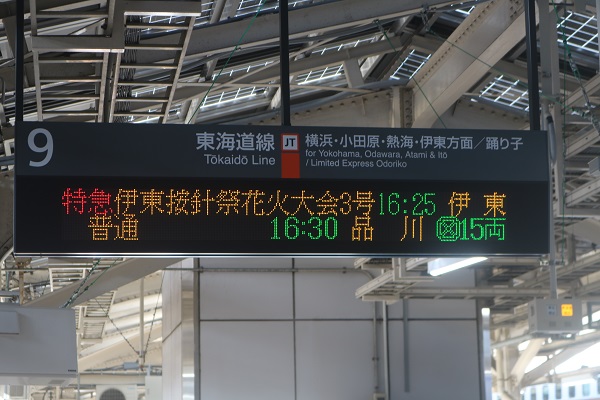 9
東海道線 JT 横浜・小田原・熱海・伊東方面／踊り子
Tōkaidō Line for Yokohama, Odawara, Atami & Itō
/ Limited Express Odoriko
特急伊東按針祭花火大会3号16:25 伊東
普通 16:30 品川 15両